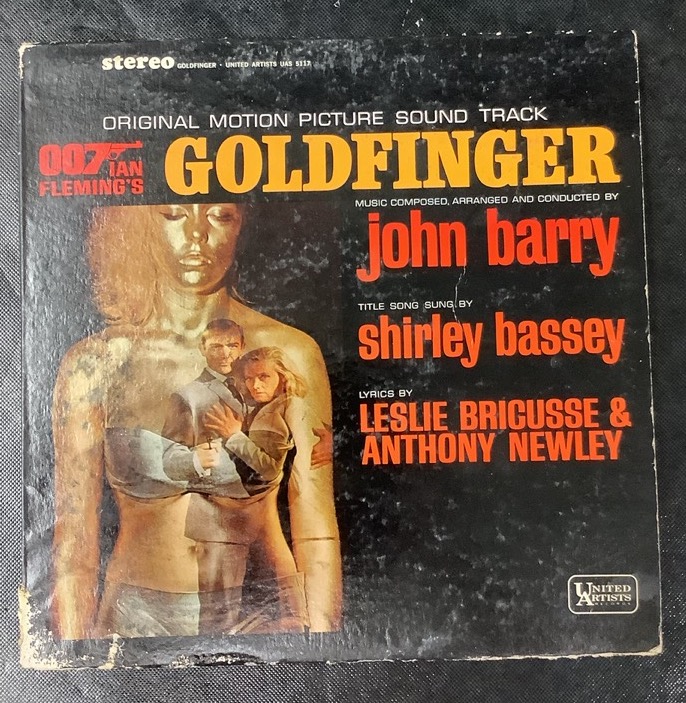 stereo GOLDFINGER · UNITED ARTISTS UAS 5117
ORIGINAL MOTION PICTURE SOUND TRACK
007 IAN
FLEMING'S
GOLDFINGER
MUSIC COMPOSED, ARRANGED AND CONDUCTED BY
john barry
TITLE SONG SUNG BY
shirley bassey
LYRICS BY
LESLIE BRICUSSE &
ANTHONY NEWLEY
UNITED
ARTISTS
RECORDS